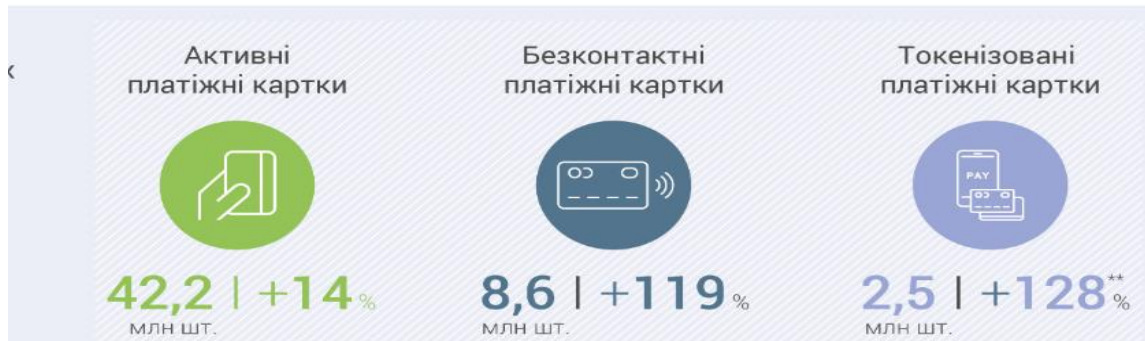 Активні
платіжні картки
Безконтактні
платіжні картки
Токенізовані
платіжні картки
PAY
42,2 | +14 %
млн шт.
8,6 | +119 %
млн шт.
2,5 | +128** %
млн шт.